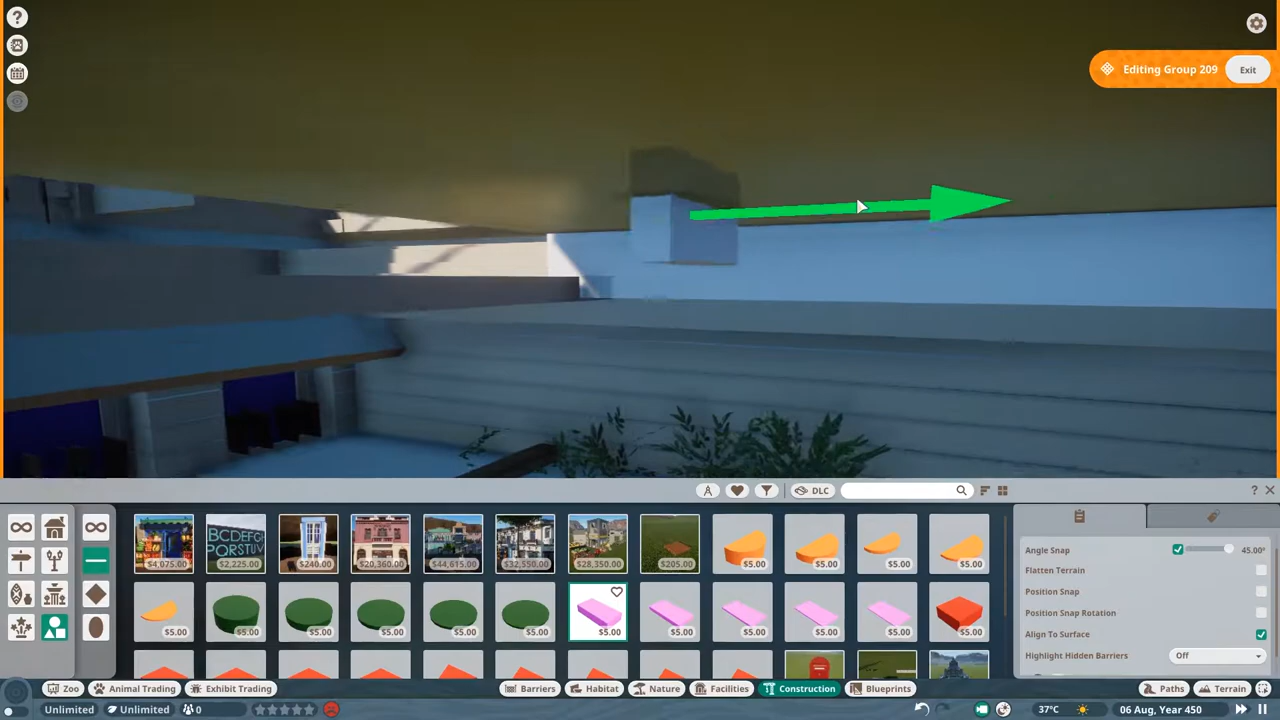 ?
Editing Group 209 Exit
DLC
? ×
$4,075.00 $2,225.00 $240.00 $20,360.00 $44,615.00 $32,550.00 $28,350.00 $205.00 $5.00 $5.00 $5.00 $5.00
$5.00 $5.00 $5.00 $5.00 $5.00 $5.00 $5.00 $5.00 $5.00 $5.00 $5.00 $5.00
Angle Snap 45.00°
Flatten Terrain
Position Snap
Position Snap Rotation
Align To Surface
Highlight Hidden Barriers Off
Zoo Animal Trading Exhibit Trading Barriers Habitat Nature Facilities Construction Blueprints Paths Terrain
Unlimited Unlimited 0 37°C 06 Aug, Year 450